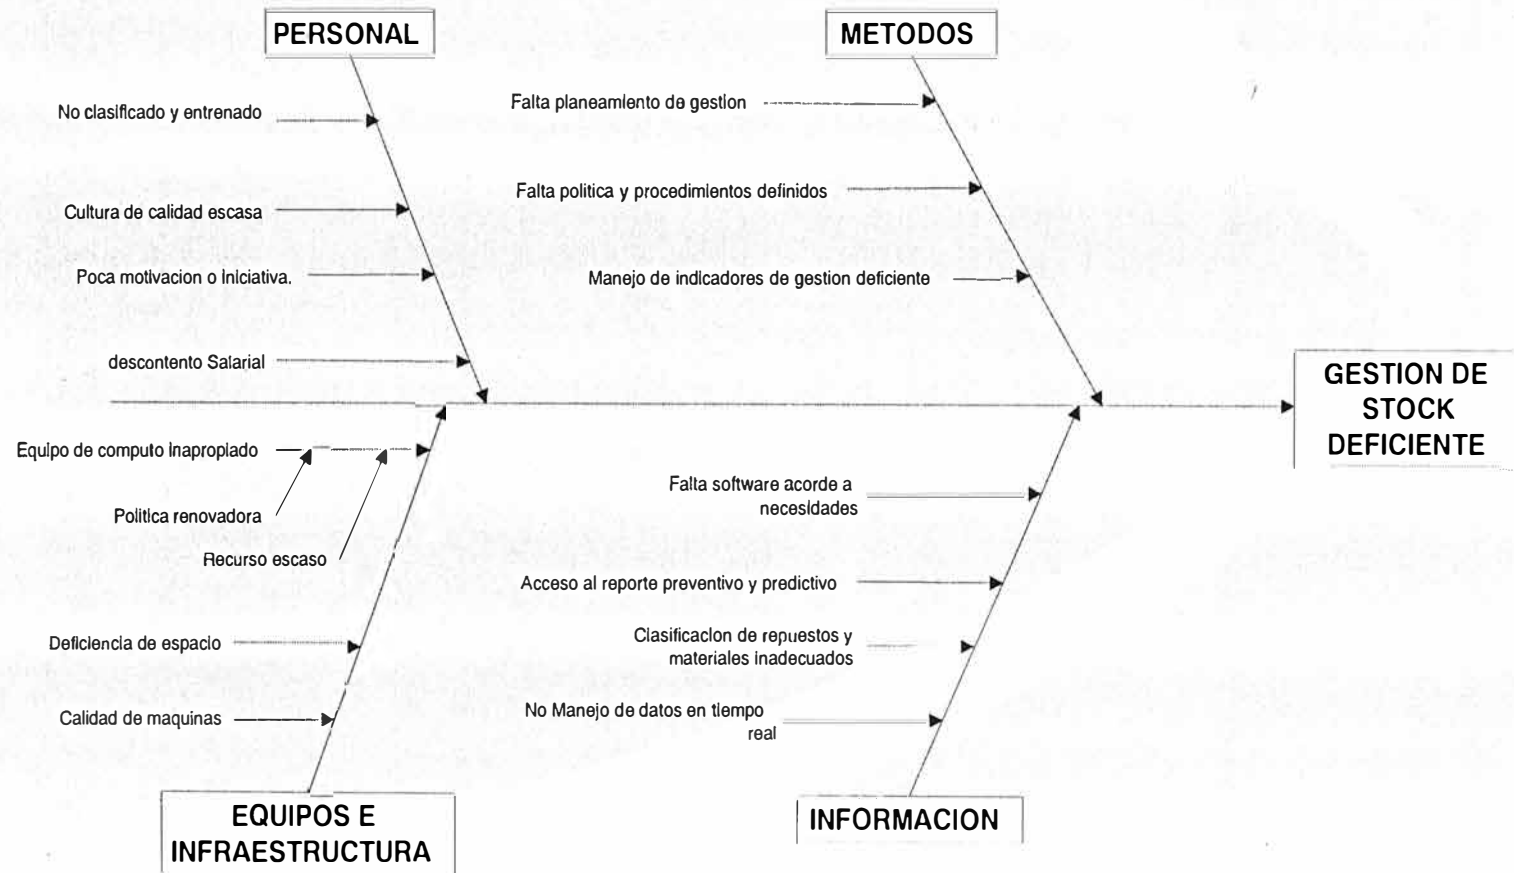 PERSONAL
No clasificado y entrenado
Cultura de calidad escasa
Poca motivacion o Iniciativa.
descontento Salarial
METODOS
Falta planeamiento de gestion
Falta politica y procedimientos definidos
Manejo de indicadores de gestion deficiente
GESTION DE
STOCK
DEFICIENTE
Equipo de computo Inapropiado
Politica renovadora
Recurso escaso
Deficiencia de espacio
Calidad de maquinas
EQUIPOS E
INFRAESTRUCTURA
Falta software acorde a
necesidades
Acceso al reporte preventivo y predictivo
Clasificacion de repuestos y
materiales inadecuados
No Manejo de datos en tiempo
real
INFORMACION